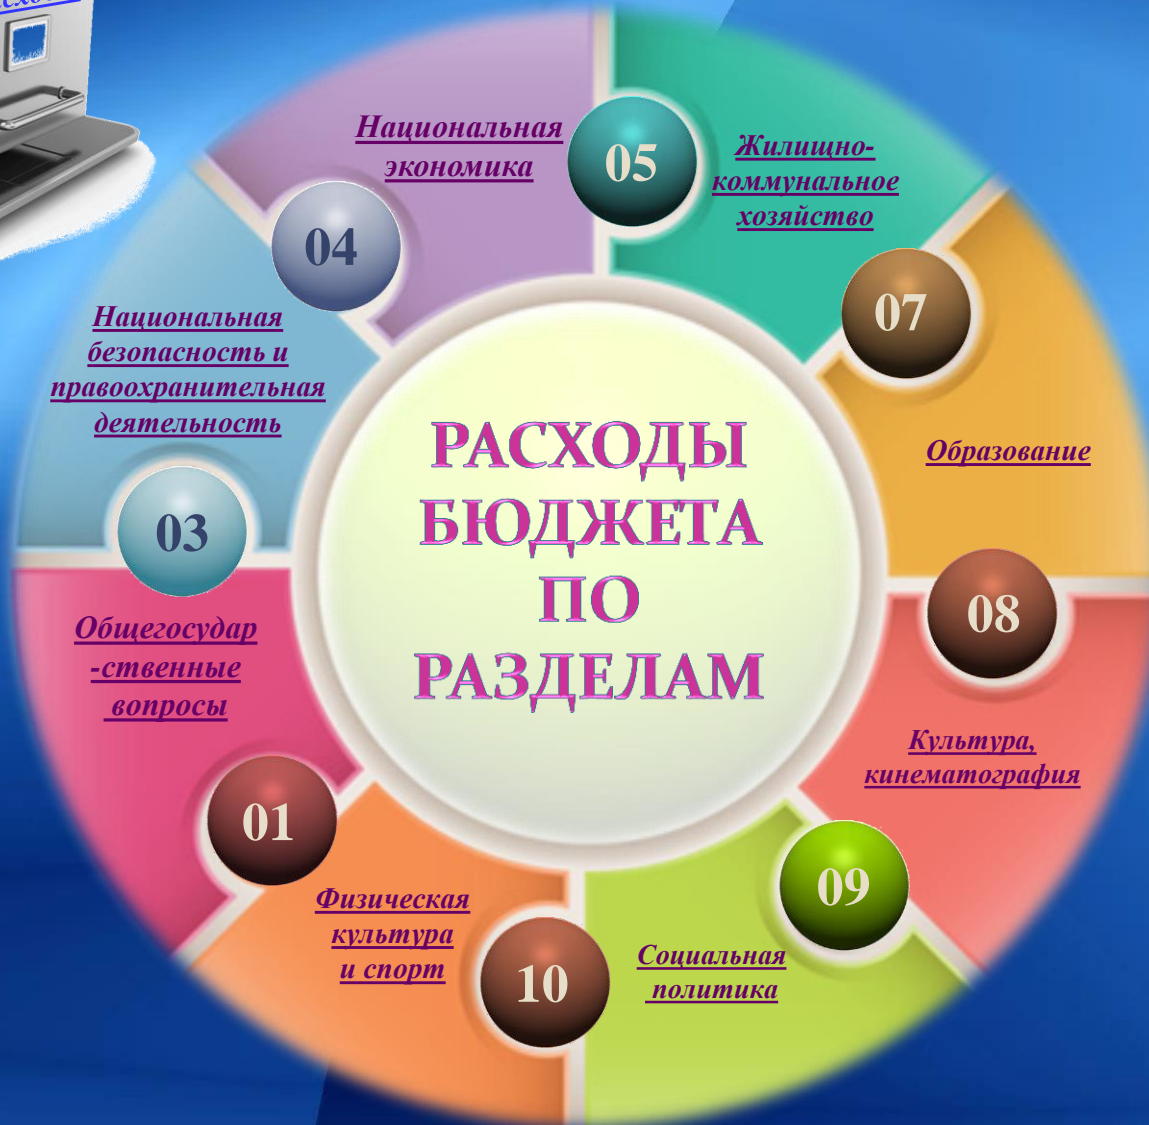 РАСХОДЫ
БЮДЖЕТА
ПО
РАЗДЕЛАМ
01
Общегосудар
-ственные
вопросы
03
Национальная
безопасность и
правоохранительная
деятельность
04
Национальная
экономика
05
Жилищно-
коммунальное
хозяйство
07
Образование
08
Культура,
кинематография
09
Социальная
политика
10
Физическая
культура
и спорт